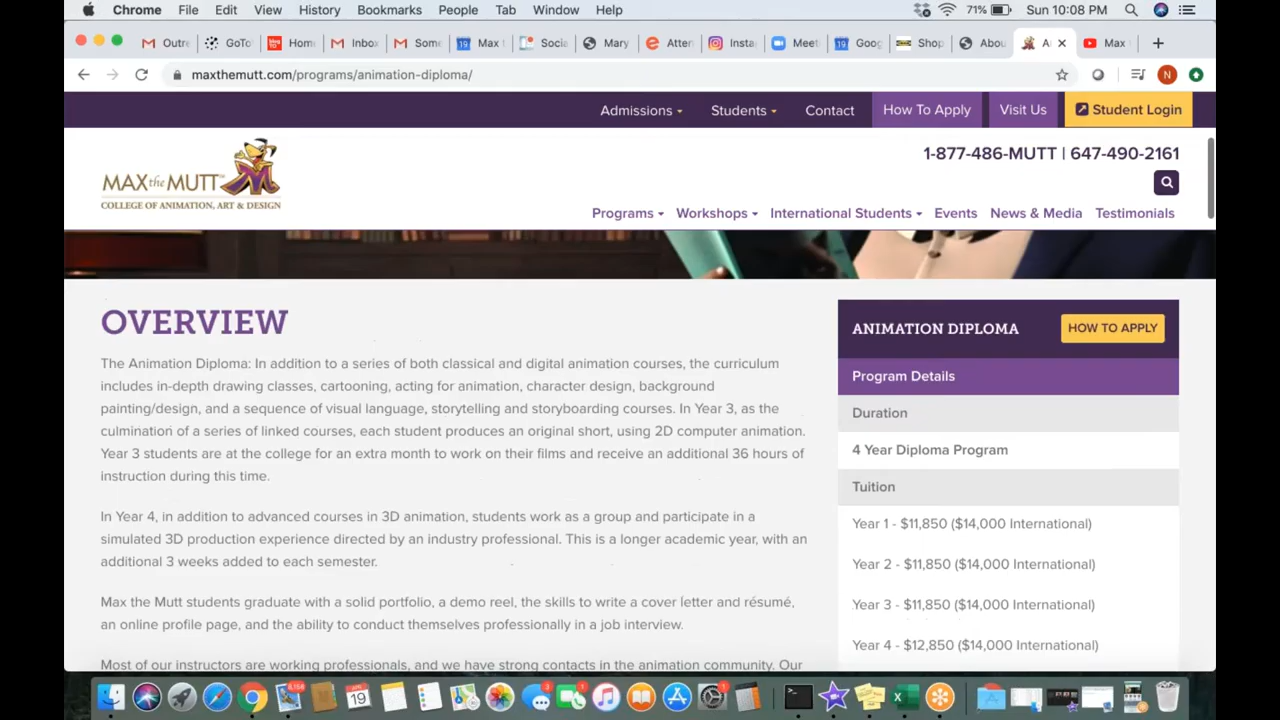 Chrome File Edit View History Bookmarks People Tab Window Help 71% Sun 10:08 PM
Outre GoTo Hom Inbo Som Max t Socia Mary Atter Insta Meet Goog Shop Abou A Max
maxthemutt.com/programs/animation-diploma/ N
Admissions Students Contact How To Apply Visit Us Student Login
MAX the MUTT
COLLEGE OF ANIMATION, ART & DESIGN
1-877-486-MUTT | 647-490-2161
Programs Workshops International Students Events News & Media Testimonials
OVERVIEW
The Animation Diploma: In addition to a series of both classical and digital animation courses, the curriculum
includes in-depth drawing classes, cartooning, acting for animation, character design, background
painting/design, and a sequence of visual language, storytelling and storyboarding courses. In Year 3, as the
culmination of a series of linked courses, each student produces an original short, using 2D computer animation.
Year 3 students are at the college for an extra month to work on their films and receive an additional 36 hours of
instruction during this time.
In Year 4, in addition to advanced courses in 3D animation, students work as a group and participate in a
simulated 3D production experience directed by an industry professional. This is a longer academic year, with an
additional 3 weeks added to each semester.
Max the Mutt students graduate with a solid portfolio, a demo reel, the skills to write a cover letter and résumé,
an online profile page, and the ability to conduct themselves professionally in a job interview.
Most of our instructors are working professionals, and we have strong contacts in the animation community. Our
ANIMATION DIPLOMA HOW TO APPLY
Program Details
Duration
4 Year Diploma Program
Tuition
Year 1 - $11,850 ($14,000 International)
Year 2 - $11,850 ($14,000 International)
Year 3 - $11,850 ($14,000 International)
Year 4 - $12,850 ($14,000 International)